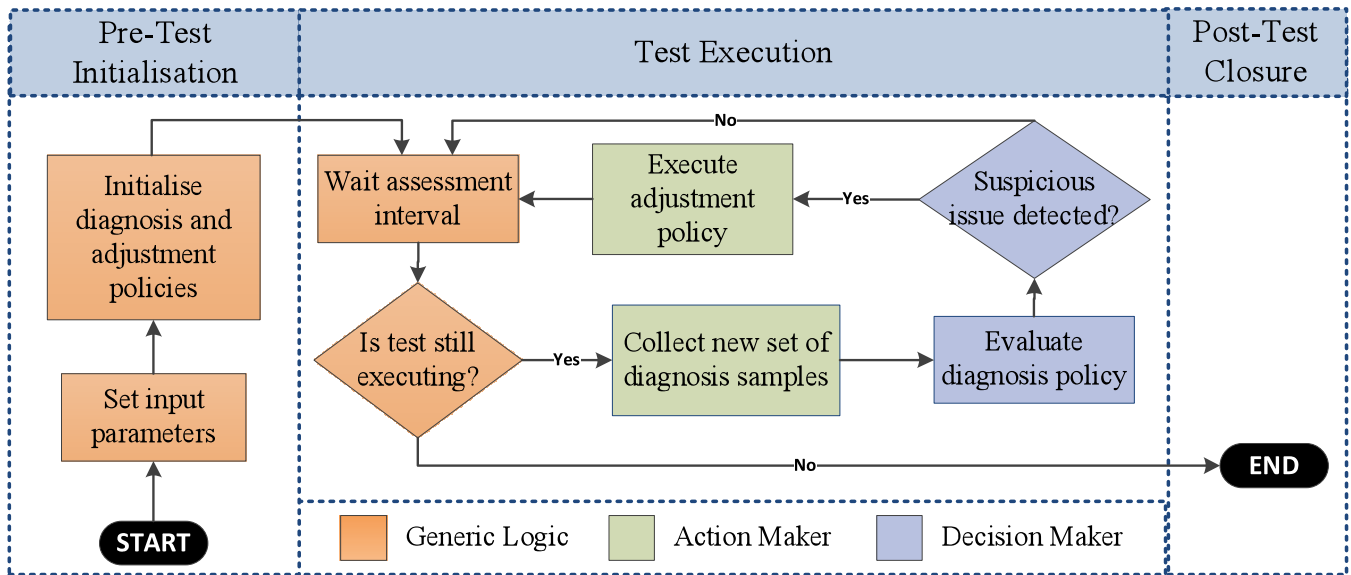 Pre-Test
Initialisation
Test Execution
Post-Test
Closure
Initialise
diagnosis and
adjustment
policies
Set input
parameters
START
Wait assessment
interval
Execute
adjustment
policy
Yes
No
Suspicious
issue detected?
Is test still
executing?
Yes
Collect new set of
diagnosis samples
Evaluate
diagnosis policy
No
END
Generic Logic
Action Maker
Decision Maker